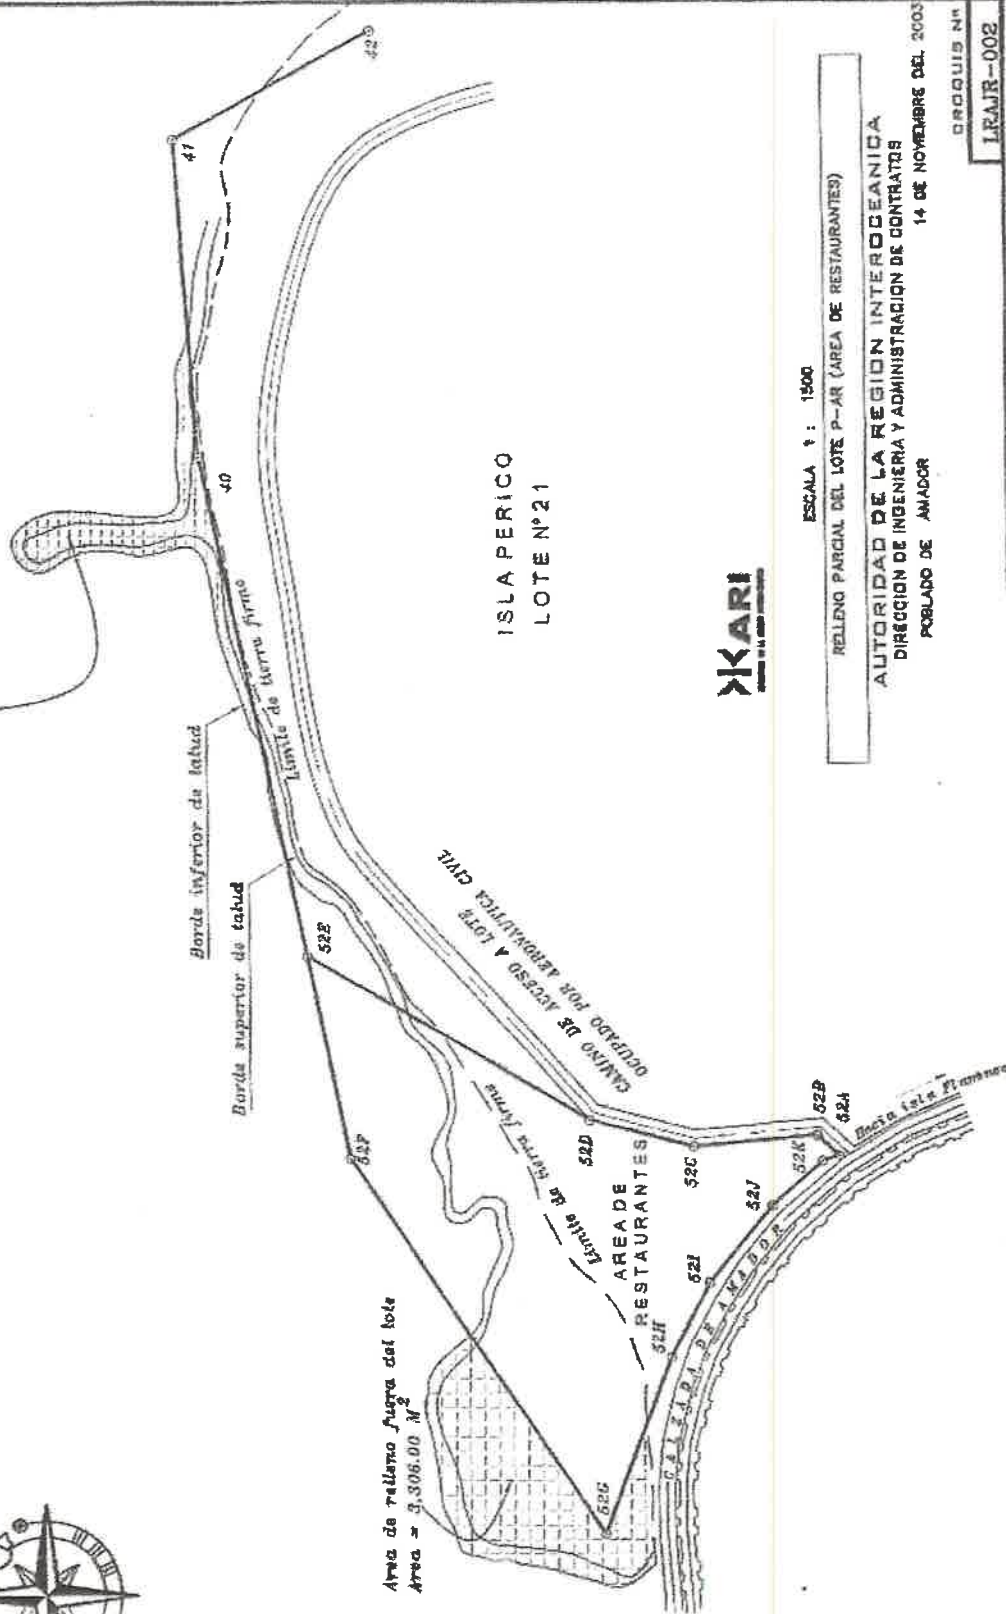 Area de relleno fuera del lote
Area = 3,306.00 M²
Borde inferior de talud
Borde superior de talud
Limite de tierra firme
Limite de tierra firme
41
42
40
52E
52F
52D
52C
52B
52A
52K
52J
52I
52H
52G
AREA DE
RESTAURANTES
CAMINO DE ACCESO A LOTE
OCUPADO POR AERONAUTICA CIVIL
CALZADA DE AMADOR
Hacia isla Flamenco
ISLA PERICO
LOTE Nº 21
ARI
ESCALA 1 : 1500
RELLENO PARCIAL DEL LOTE P-AR (AREA DE RESTAURANTES)
AUTORIDAD DE LA REGION INTEROCEANICA
DIRECCION DE INGENIERIA Y ADMINISTRACION DE CONTRATOS
POBLADO DE AMADOR
14 DE NOVIEMBRE DEL 2003
CROQUIS Nº
LRAJR-002